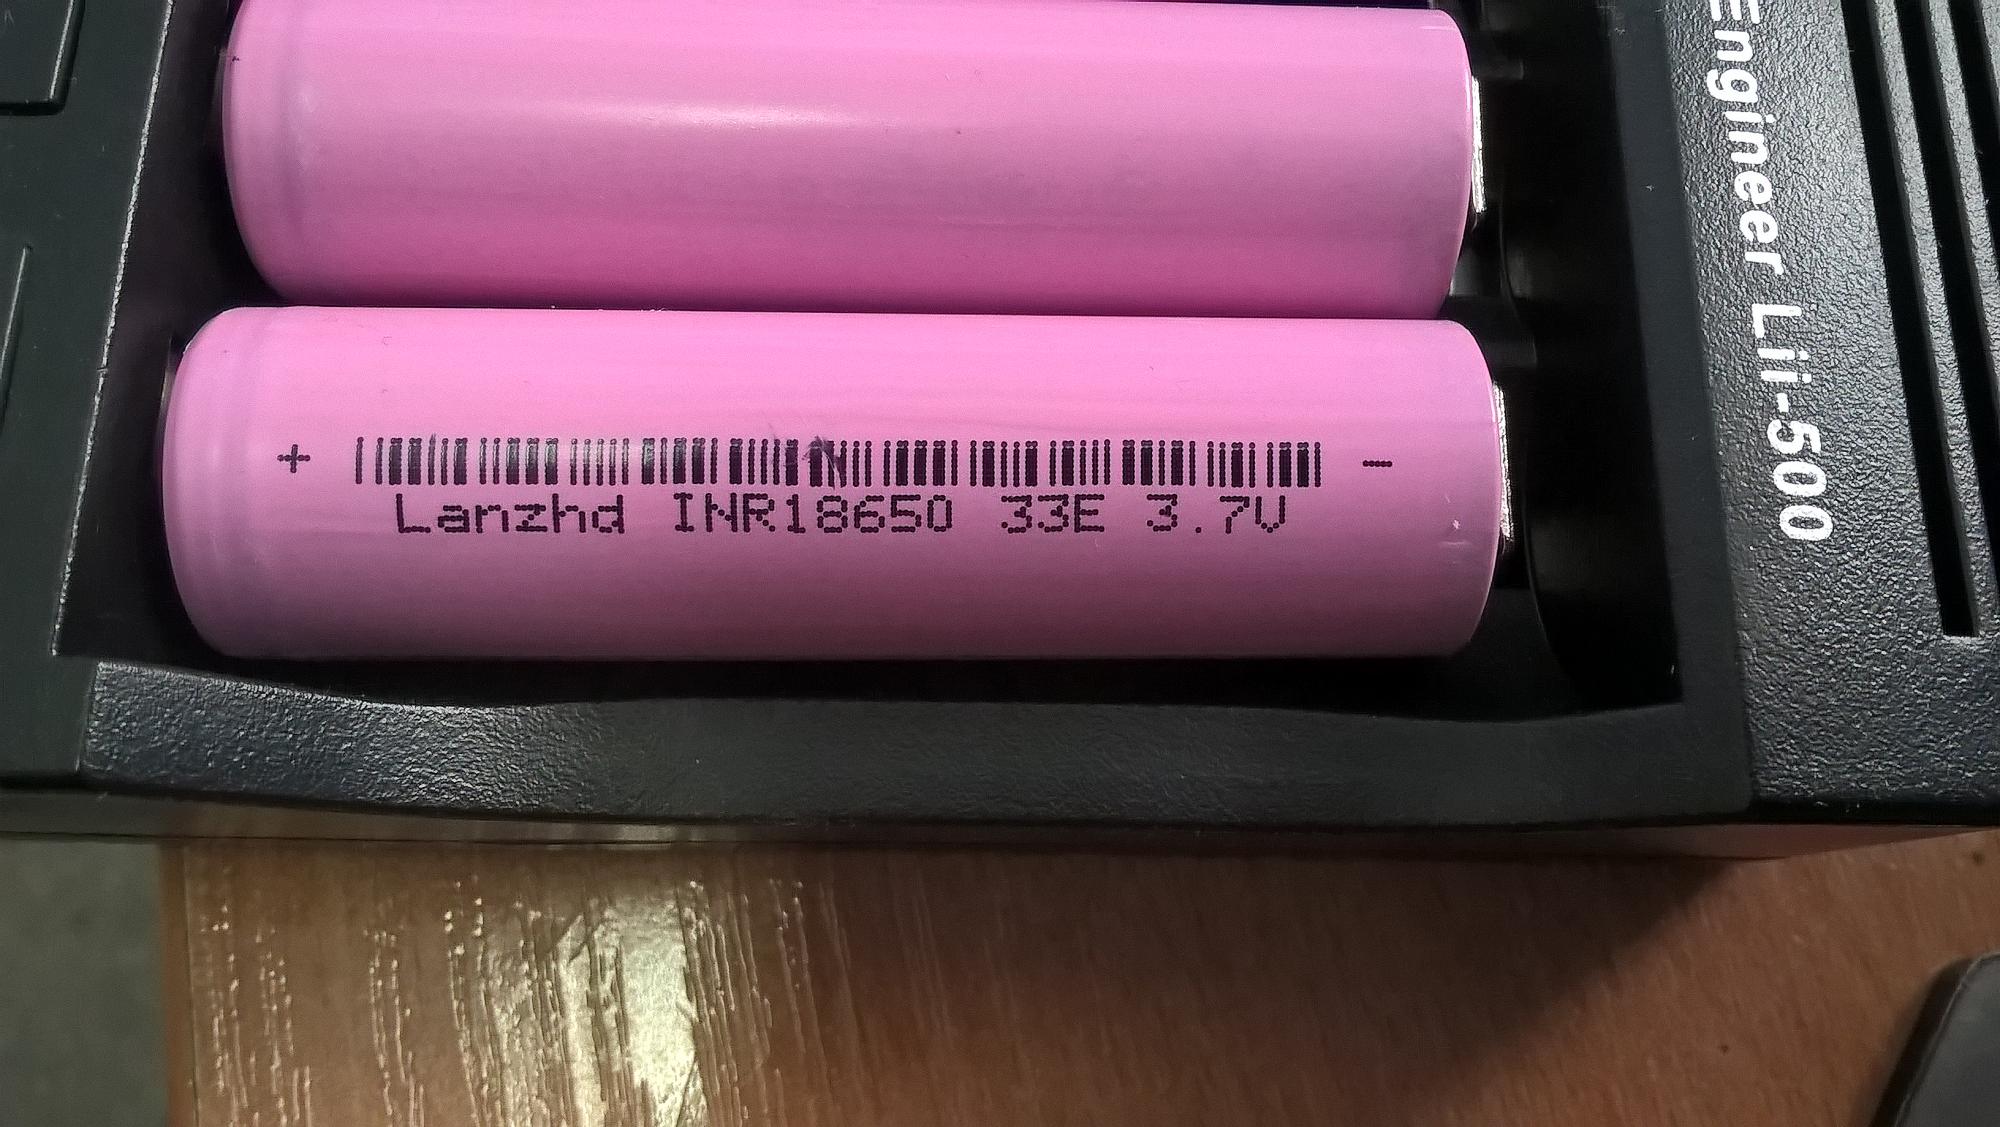 Engineer Lii-500
+ -
Lanzhd INR18650 33E 3.7V